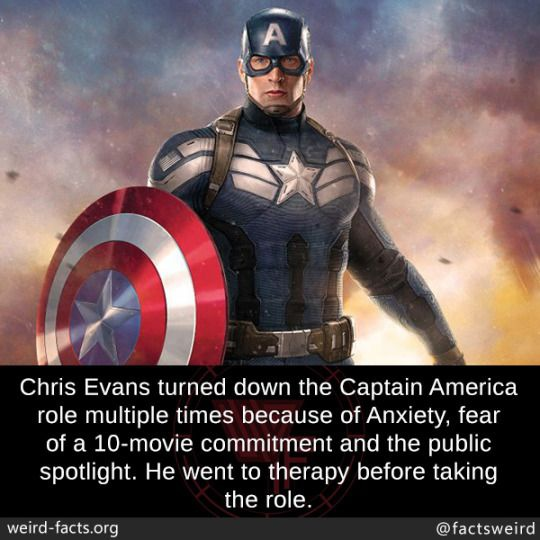 A
Chris Evans turned down the Captain America
role multiple times because of Anxiety, fear
of a 10-movie commitment and the public
spotlight. He went to therapy before taking
the role.
weird-facts.org
@factsweird